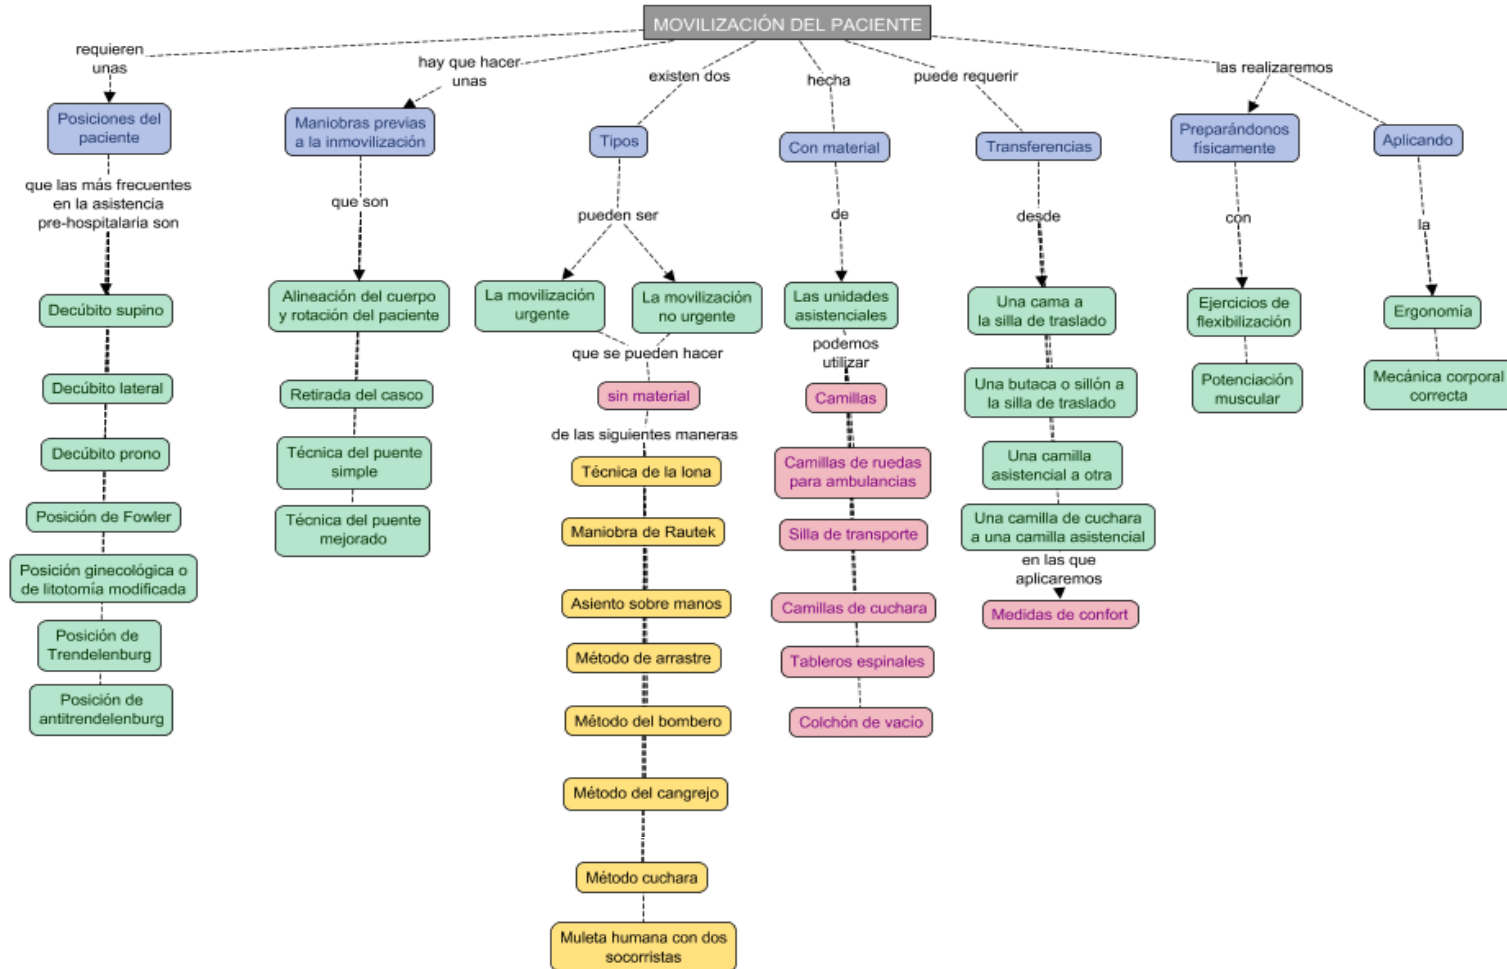 MOVILIZACIÓN DEL PACIENTE
requieren
unas
hay que hacer
unas
existen dos
hecha
puede requerir
las realizaremos
Posiciones del
paciente
Maniobras previas
a la inmovilización
Tipos
Con material
Transferencias
Preparándonos
físicamente
Aplicando
que las más frecuentes
en la asistencia
pre-hospitalaria son
que son
pueden ser
de
desde
con
la
Decúbito supino
Decúbito lateral
Decúbito prono
Posición de Fowler
Posición ginecológica o
de litotomía modificada
Posición de
Trendelenburg
Posición de
antitrendelenburg
Alineación del cuerpo
y rotación del paciente
Retirada del casco
Técnica del puente
simple
Técnica del puente
mejorado
La movilización
urgente
La movilización
no urgente
que se pueden hacer
sin material
de las siguientes maneras
Técnica de la lona
Maniobra de Rautek
Asiento sobre manos
Método de arrastre
Método del bombero
Método del cangrejo
Método cuchara
Muleta humana con dos
socorristas
Las unidades
asistenciales
podemos
utilizar
Camillas
Camillas de ruedas
para ambulancias
Silla de transporte
Camillas de cuchara
Tableros espinales
Colchón de vacío
Una cama a
la silla de traslado
Una butaca o sillón a
la silla de traslado
Una camilla
asistencial a otra
Una camilla de cuchara
a una camilla asistencial
en las que
aplicaremos
Medidas de confort
Ejercicios de
flexibilización
Potenciación
muscular
Ergonomía
Mecánica corporal
correcta